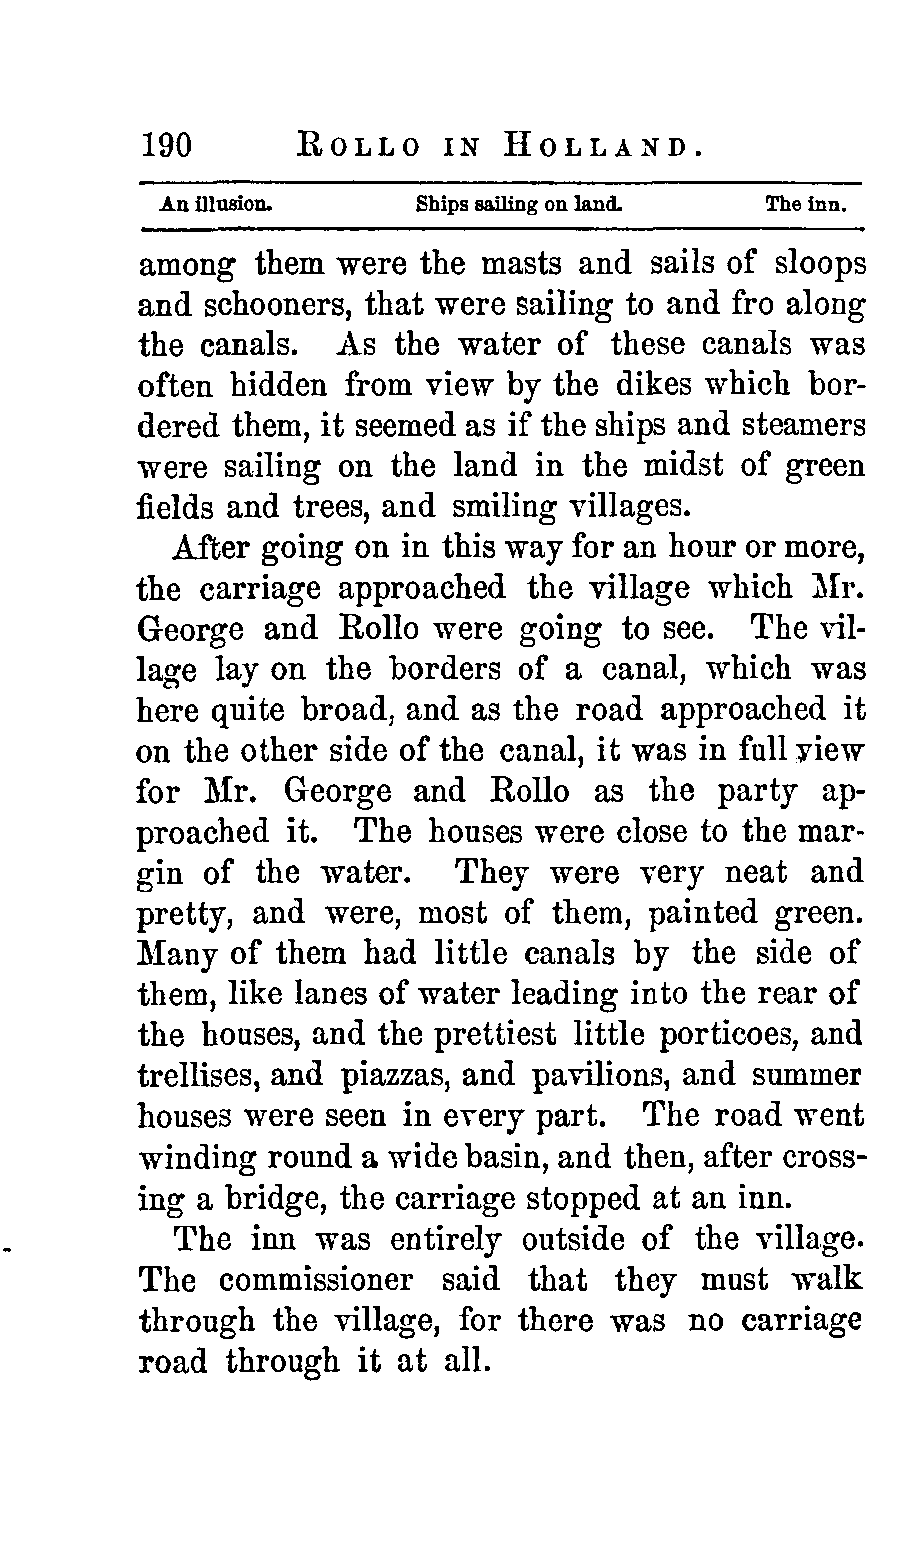 190 ROLLO IN HOLLAND.
An illusion. Ships sailing on land. The inn.
among them were the masts and sails of sloops
and schooners, that were sailing to and fro along
the canals. As the water of these canals was
often hidden from view by the dikes which bor-
dered them, it seemed as if the ships and steamers
were sailing on the land in the midst of green
fields and trees, and smiling villages.
After going on in this way for an hour or more,
the carriage approached the village which Mr.
George and Rollo were going to see. The vil-
lage lay on the borders of a canal, which was
here quite broad, and as the road approached it
on the other side of the canal, it was in full view
for Mr. George and Rollo as the party ap-
proached it. The houses were close to the mar-
gin of the water. They were very neat and
pretty, and were, most of them, painted green.
Many of them had little canals by the side of
them, like lanes of water leading into the rear of
the houses, and the prettiest little porticoes, and
trellises, and piazzas, and pavilions, and summer
houses were seen in every part. The road went
winding round a wide basin, and then, after cross-
ing a bridge, the carriage stopped at an inn.
The inn was entirely outside of the village.
The commissioner said that they must walk
through the village, for there was no carriage
road through it at all.